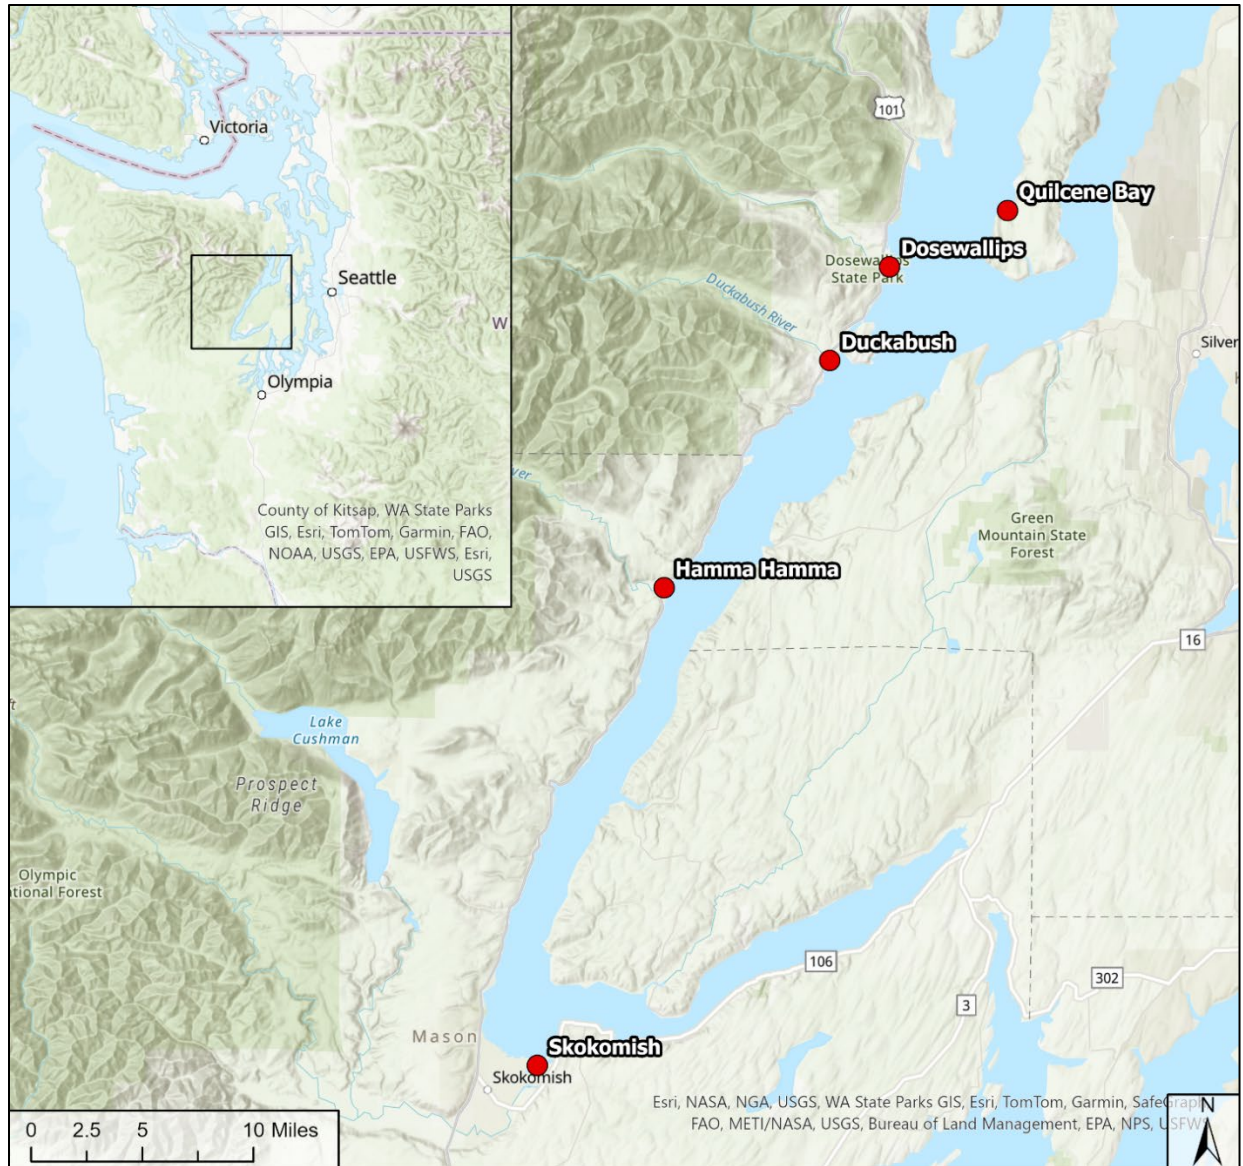 Victoria
Seattle
W
Olympia
County of Kitsap, WA State Parks
GIS, Esri, TomTom, Garmin, FAO,
NOAA, USGS, EPA, USFWS, Esri,
USGS
101
Quilcene Bay
Dosewallips
Dosewallips
State Park
Duckabush River
Duckabush
Silver
ver
Hamma Hamma
Green
Mountain State
Forest
16
Lake
Cushman
Prospect
Ridge
Olympic
ational Forest
106
302
3
Mason
Skokomish
Skokomish
Esri, NASA, NGA, USGS, WA State Parks GIS, Esri, TomTom, Garmin, SafeGraph,
FAO, METI/NASA, USGS, Bureau of Land Management, EPA, NPS, USFWS
0 2.5 5 10 Miles
N